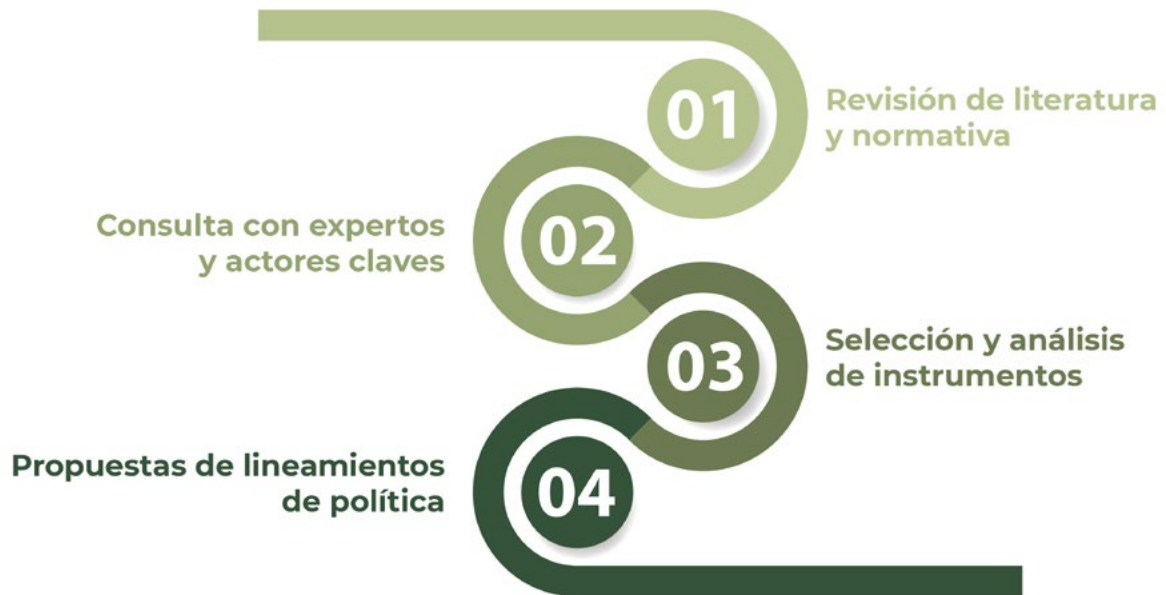 01
Revisión de literatura
y normativa
02
Consulta con expertos
y actores claves
03
Selección y análisis
de instrumentos
04
Propuestas de lineamientos
de política